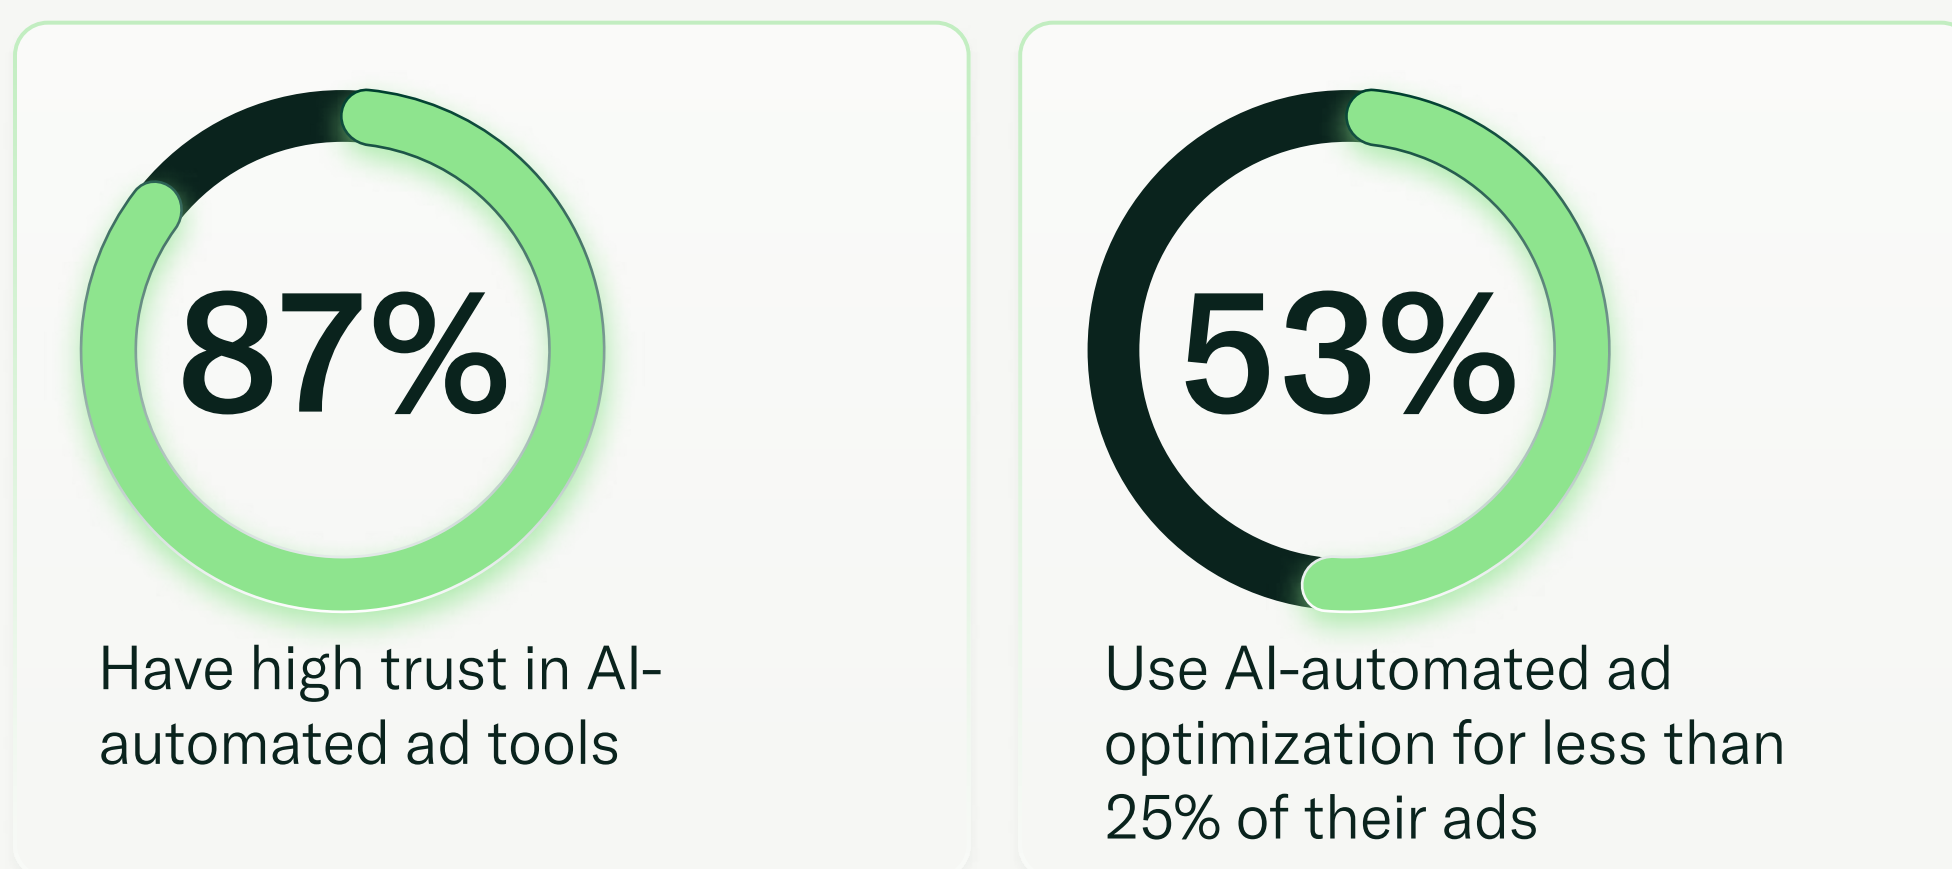 87%
Have high trust in AI-
automated ad tools
53%
Use AI-automated ad
optimization for less than
25% of their ads